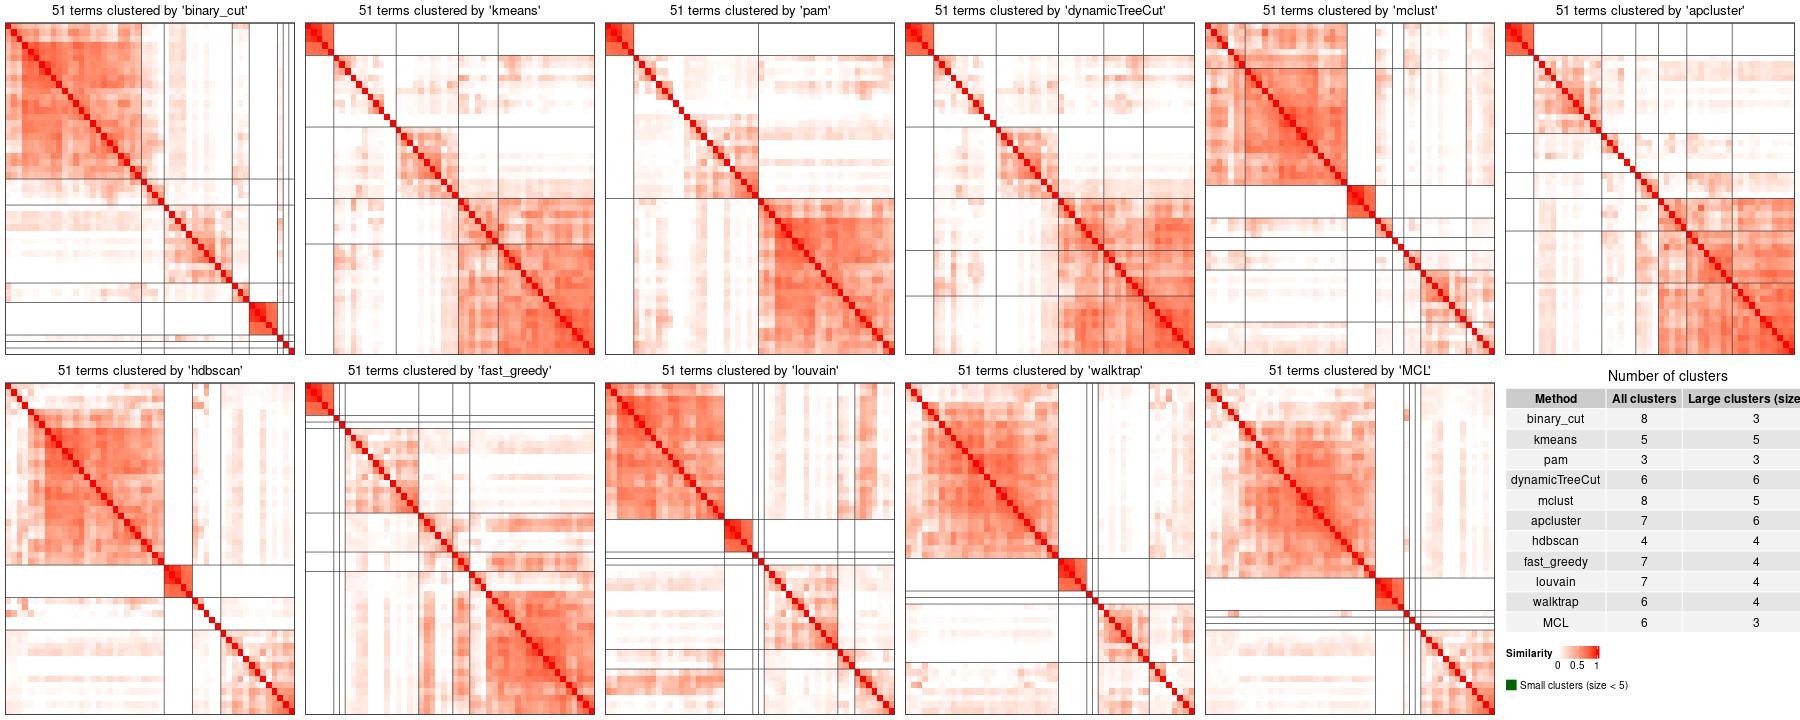 51 terms clustered by 'binary_cut'
51 terms clustered by 'kmeans'
51 terms clustered by 'pam'
51 terms clustered by 'dynamicTreeCut'
51 terms clustered by 'mclust'
51 terms clustered by 'apcluster'
51 terms clustered by 'hdbscan'
51 terms clustered by 'fast_greedy'
51 terms clustered by 'louvain'
51 terms clustered by 'walktrap'
51 terms clustered by 'MCL'
Number of clusters
Method All clusters Large clusters (size
binary_cut 8 3
kmeans 5 5
pam 3 3
dynamicTreeCut 6 6
mclust 8 5
apcluster 7 6
hdbscan 4 4
fast_greedy 7 4
louvain 7 4
walktrap 6 4
MCL 6 3
Similarity
0 0.5 1
Small clusters (size < 5)